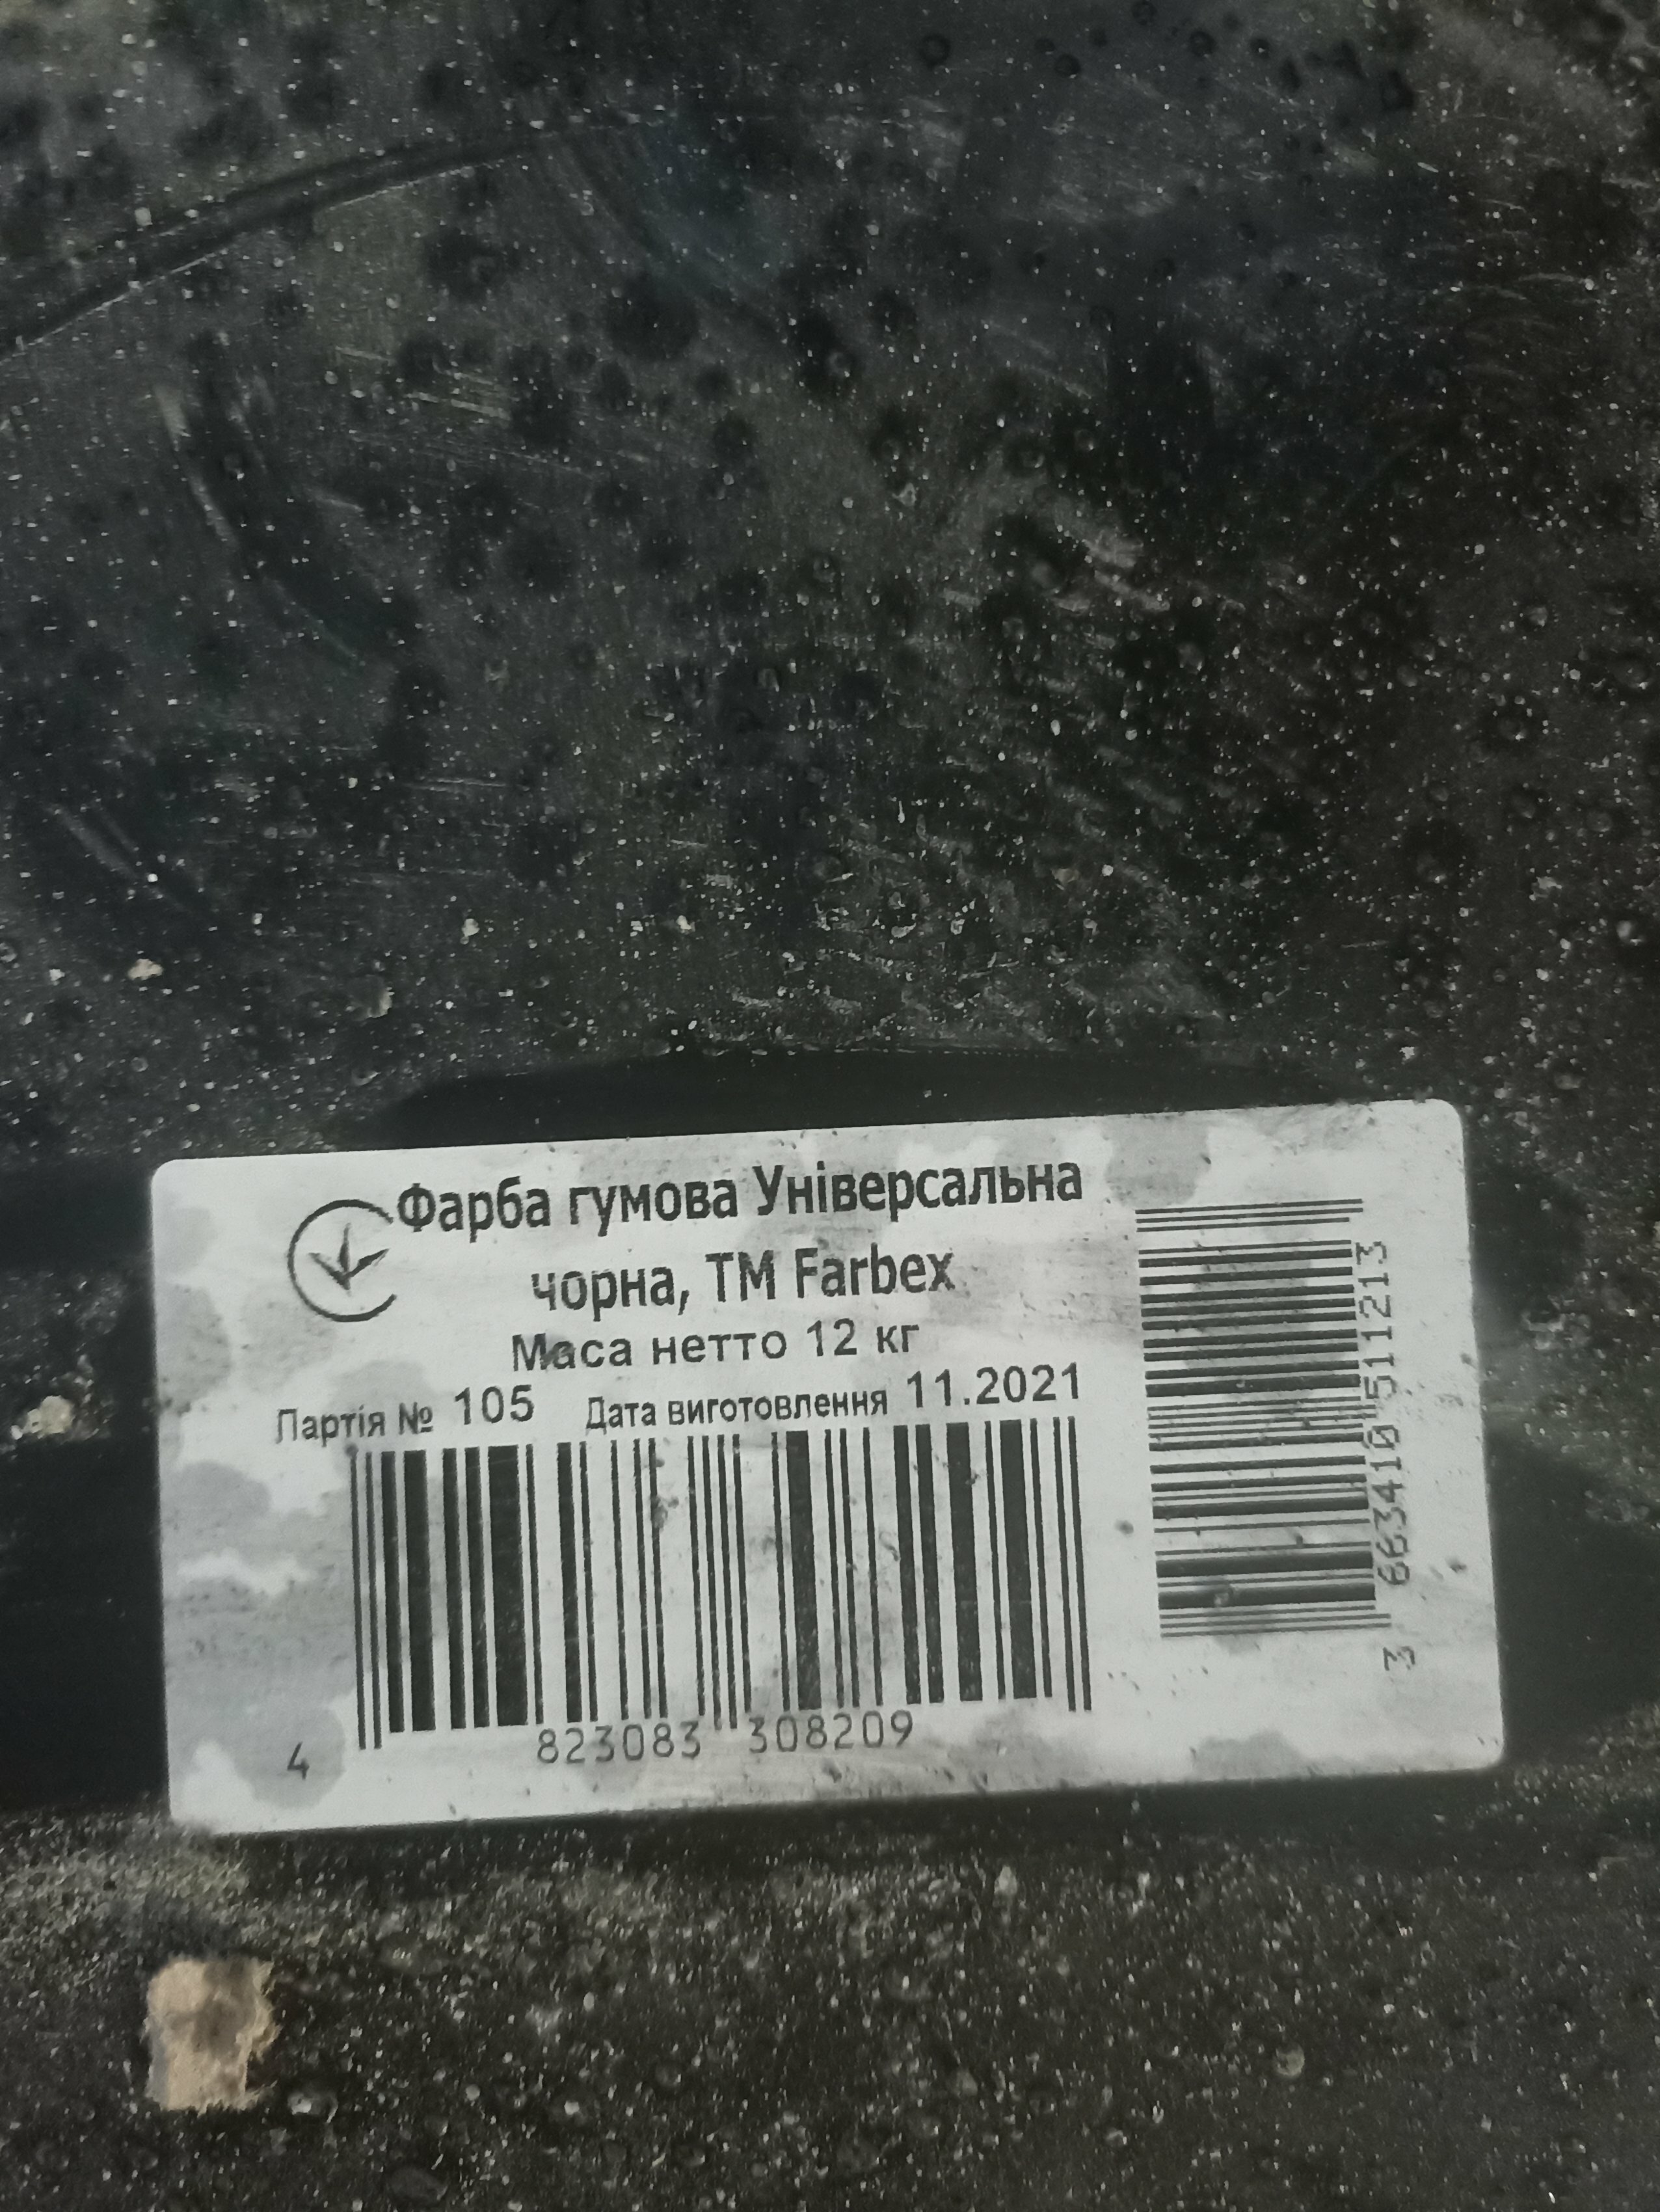 Фарба гумова Універсальна
чорна, ТМ Farbex
Маса нетто 12 кг
Партія № 105 Дата виготовлення 11.2021
4 823083 308209
3 663410 511213